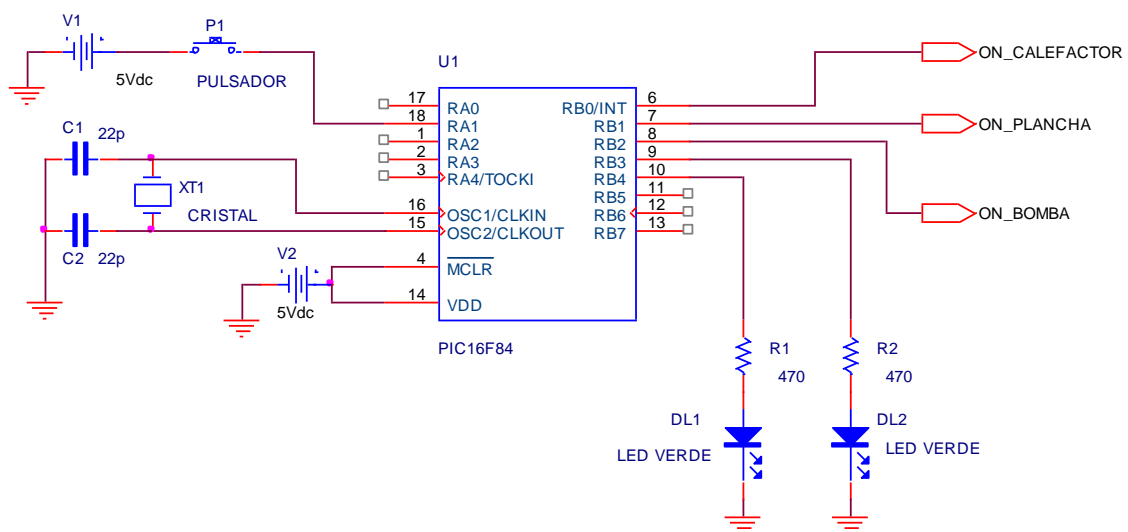 V1
5Vdc
P1
PULSADOR
C1
22p
XT1
CRISTAL
C2
22p
V2
5Vdc
U1
17 RA0
18 RA1
1 RA2
2 RA3
3 RA4/TOCKI
16 OSC1/CLKIN
15 OSC2/CLKOUT
4 MCLR
14 VDD
RB0/INT 6
RB1 7
RB2 8
RB3 9
RB4 10
RB5 11
RB6 12
RB7 13
PIC16F84
ON_CALEFACTOR
ON_PLANCHA
ON_BOMBA
R1
470
R2
470
DL1
LED VERDE
DL2
LED VERDE